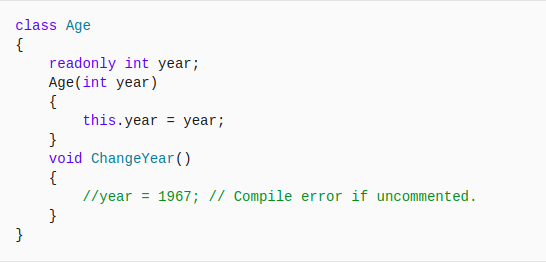 class Age
{
    readonly int year;
    Age(int year)
    {
        this.year = year;
    }
    void ChangeYear()
    {
        //year = 1967; // Compile error if uncommented.
    }
}